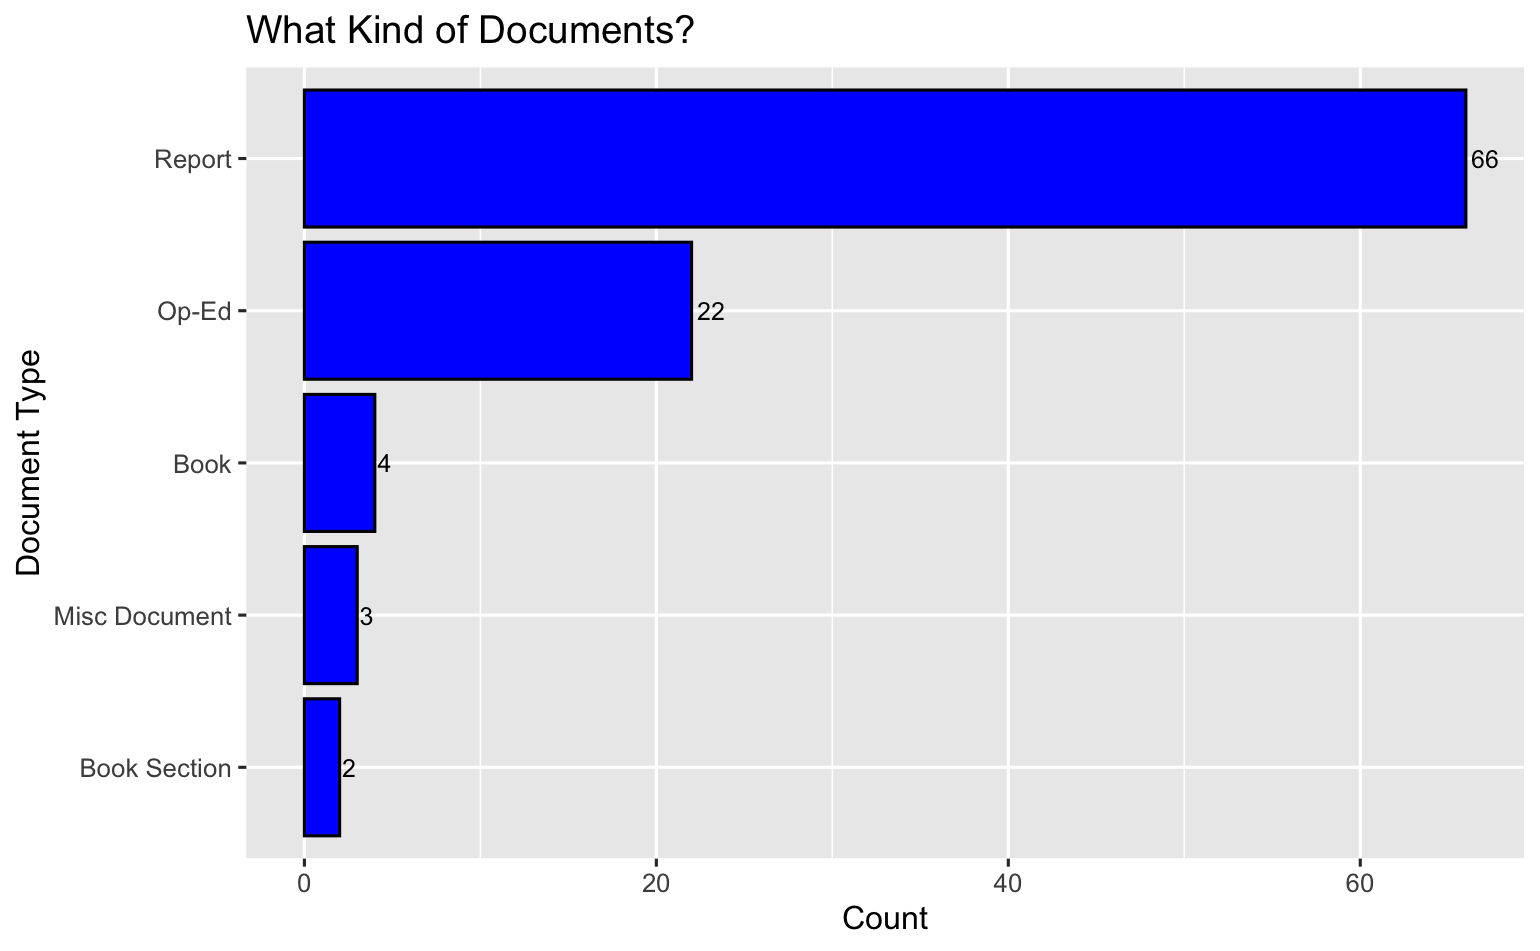 What Kind of Documents?
Document Type
Report
66
Op-Ed
22
Book
4
Misc Document
3
Book Section
2
0 20 40 60
Count